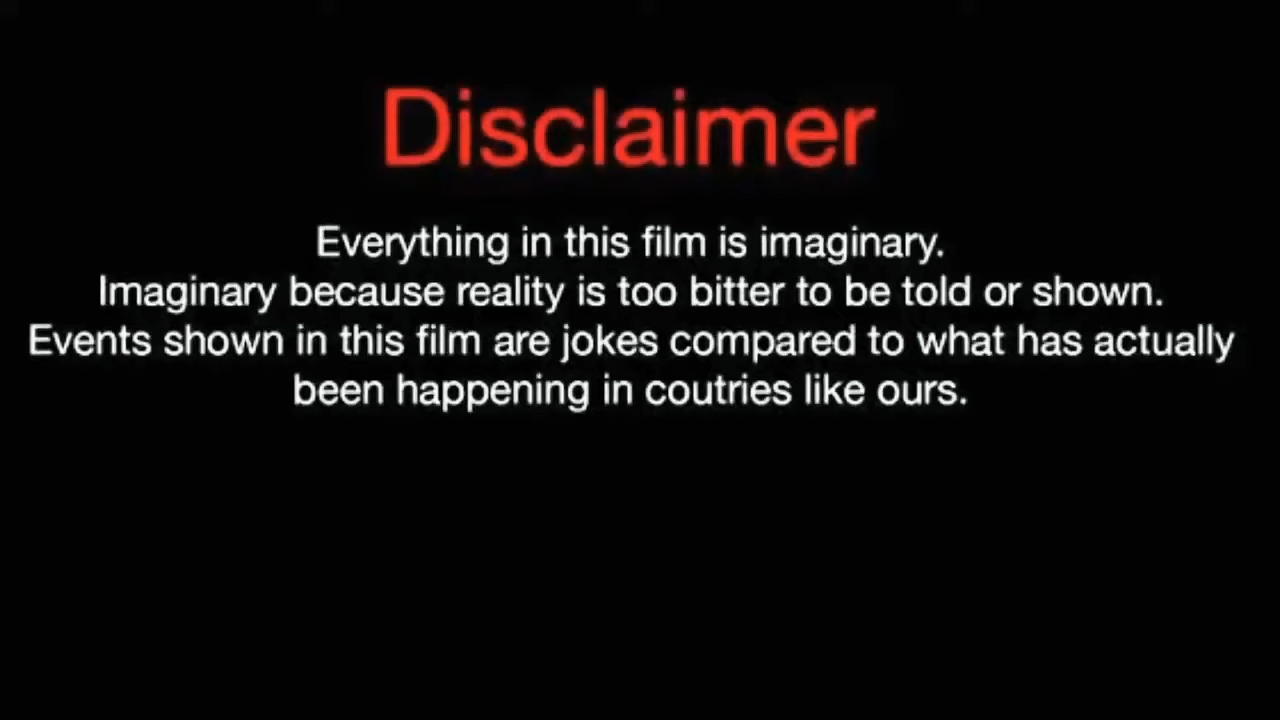 Disclaimer
Everything in this film is imaginary.
Imaginary because reality is too bitter to be told or shown.
Events shown in this film are jokes compared to what has actually
been happening in coutries like ours.